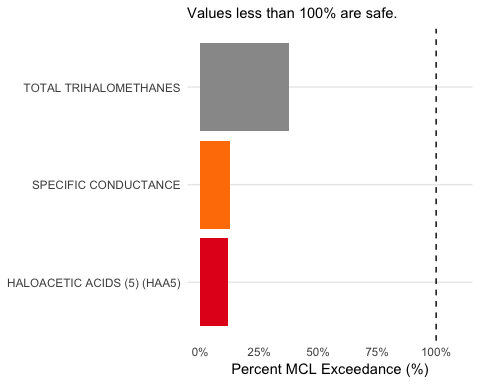 Values less than 100% are safe.
TOTAL TRIHALOMETHANES
SPECIFIC CONDUCTANCE
HALOACETIC ACIDS (5) (HAA5)
0% 25% 50% 75% 100%
Percent MCL Exceedance (%)